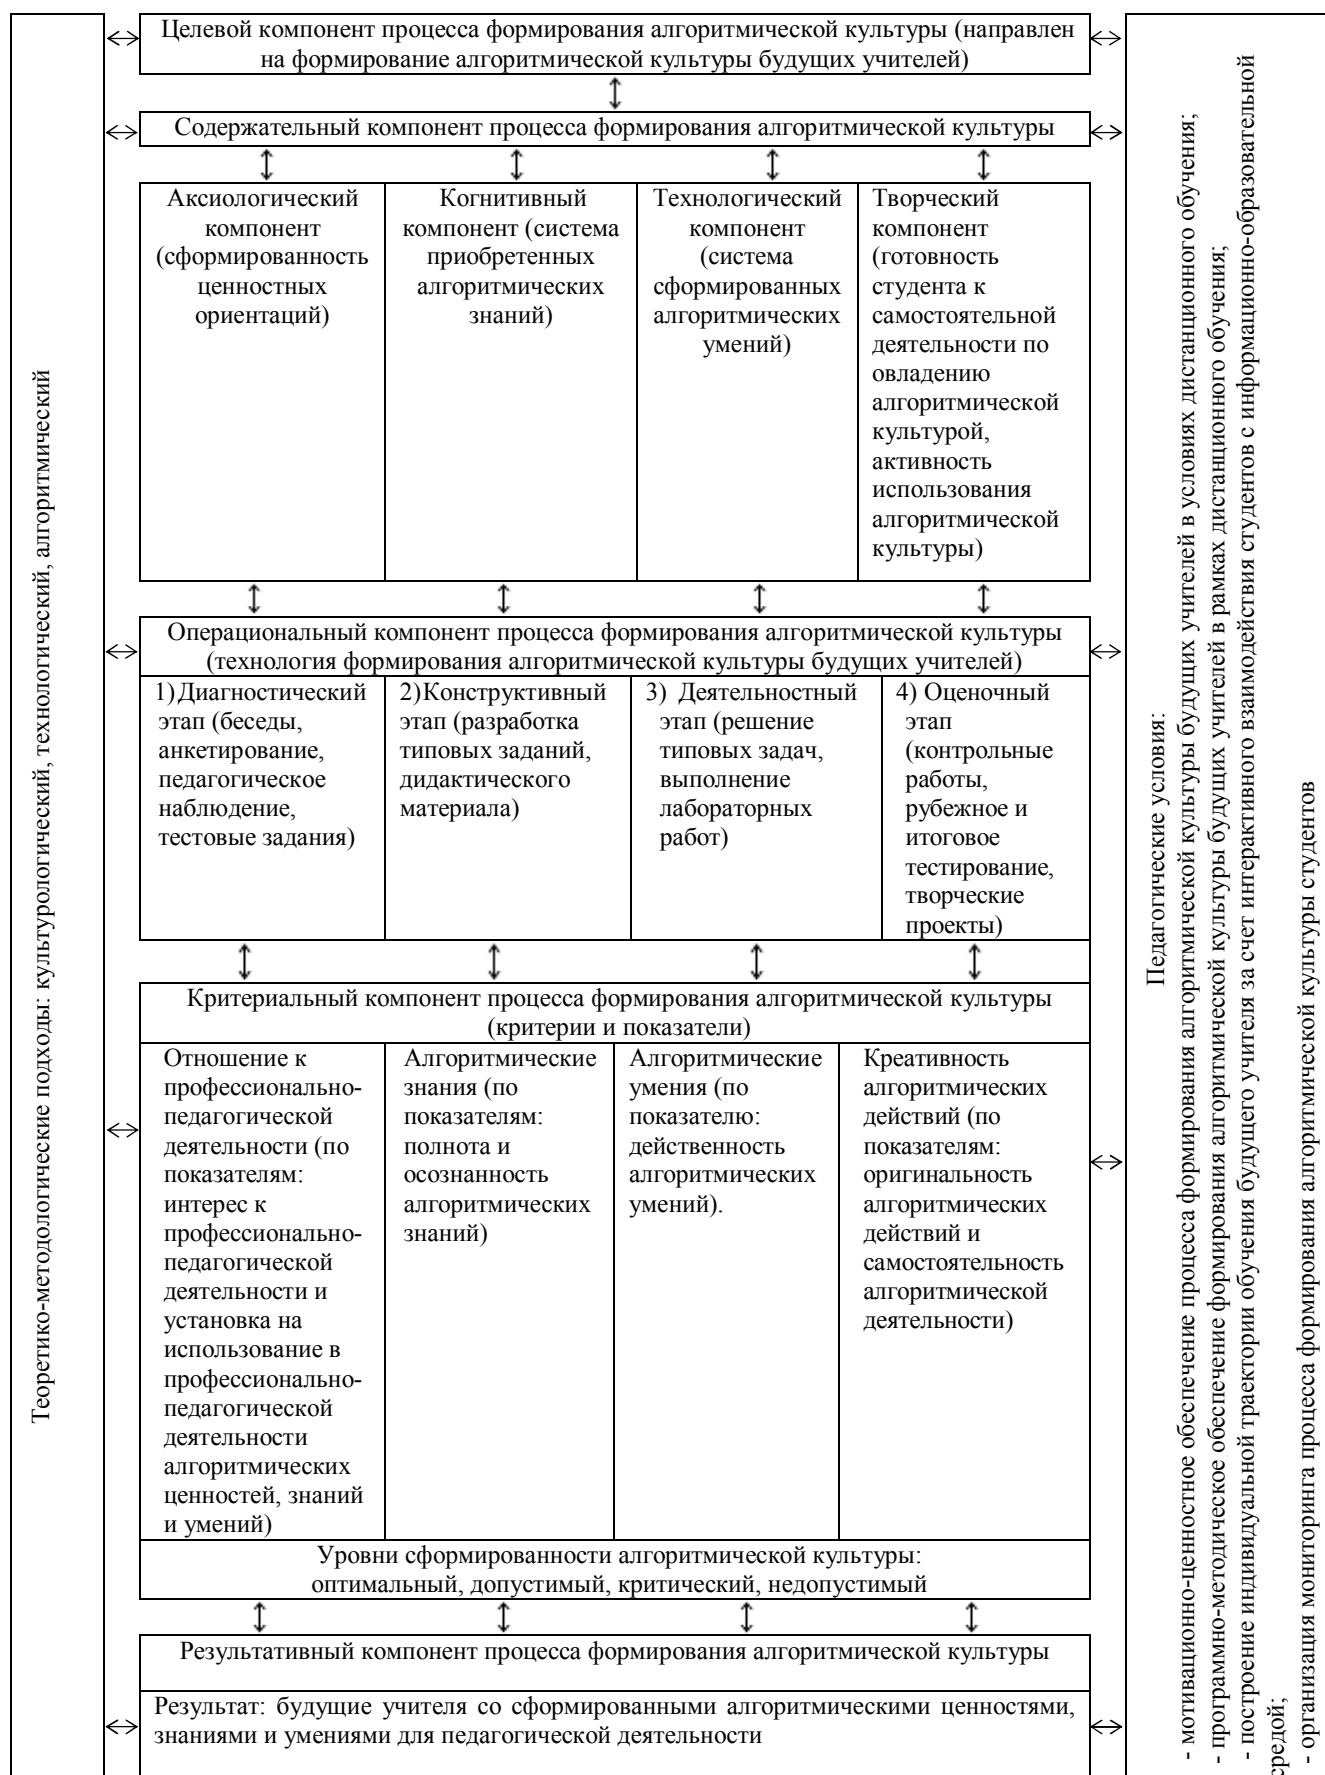 Теоретико-методологические подходы: культурологический, технологический, алгоритмический
Целевой компонент процесса формирования алгоритмической культуры (направлен
на формирование алгоритмической культуры будущих учителей)
Содержательный компонент процесса формирования алгоритмической культуры
Аксиологический
компонент
(сформированность
ценностных
ориентаций)
Когнитивный
компонент (система
приобретенных
алгоритмических
знаний)
Технологический
компонент
(система
сформированных
алгоритмических
умений)
Творческий
компонент
(готовность
студента к
самостоятельной
деятельности по
овладению
алгоритмической
культурой,
активность
использования
алгоритмической
культуры)
Операциональный компонент процесса формирования алгоритмической культуры
(технология формирования алгоритмической культуры будущих учителей)
1) Диагностический
этап (беседы,
анкетирование,
педагогическое
наблюдение,
тестовые задания)
2) Конструктивный
этап (разработка
типовых заданий,
дидактического
материала)
3) Деятельностный
этап (решение
типовых задач,
выполнение
лабораторных
работ)
4) Оценочный
этап
(контрольные
работы,
рубежное и
итоговое
тестирование,
творческие
проекты)
Критериальный компонент процесса формирования алгоритмической культуры
(критерии и показатели)
Отношение к
профессионально-
педагогической
деятельности (по
показателям:
интерес к
профессионально-
педагогической
деятельности и
установка на
использование в
профессионально-
педагогической
деятельности
алгоритмических
ценностей, знаний
и умений)
Алгоритмические
знания (по
показателям:
полнота и
осознанность
алгоритмических
знаний)
Алгоритмические
умения (по
показателю:
действенность
алгоритмических
умений).
Креативность
алгоритмических
действий (по
показателям:
оригинальность
алгоритмических
действий и
самостоятельность
алгоритмической
деятельности)
Уровни сформированности алгоритмической культуры:
оптимальный, допустимый, критический, недопустимый
Результативный компонент процесса формирования алгоритмической культуры
Результат: будущие учителя со сформированными алгоритмическими ценностями,
знаниями и умениями для педагогической деятельности
Педагогические условия:
- мотивационно-ценностное обеспечение процесса формирования алгоритмической культуры будущих учителей в условиях дистанционного обучения;
- программно-методическое обеспечение формирования алгоритмической культуры будущих учителей в рамках дистанционного обучения;
- построение индивидуальной траектории обучения будущего учителя за счет интерактивного взаимодействия студентов с информационно-образовательной
средой;
- организация мониторинга процесса формирования алгоритмической культуры студентов